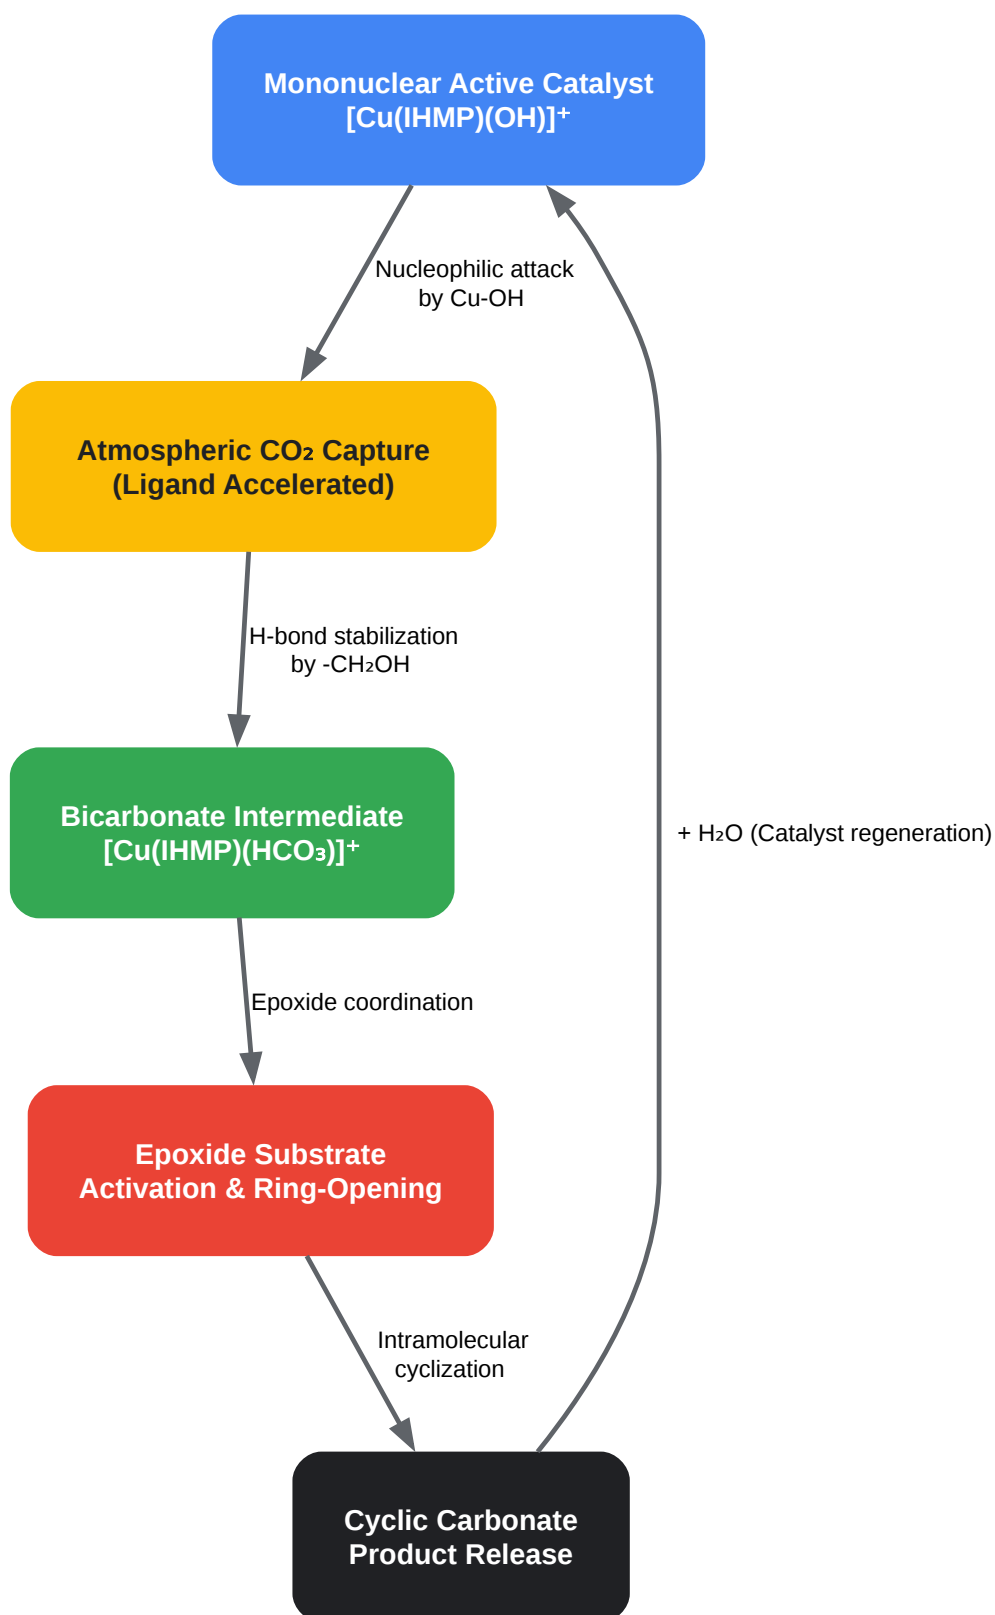 Mononuclear Active Catalyst
[Cu(IHMP)(OH)]⁺
Nucleophilic attack
by Cu-OH
Atmospheric CO₂ Capture
(Ligand Accelerated)
H-bond stabilization
by -CH₂OH
Bicarbonate Intermediate
[Cu(IHMP)(HCO₃)]⁺
+ H₂O (Catalyst regeneration)
Epoxide coordination
Epoxide Substrate
Activation & Ring-Opening
Intramolecular
cyclization
Cyclic Carbonate
Product Release